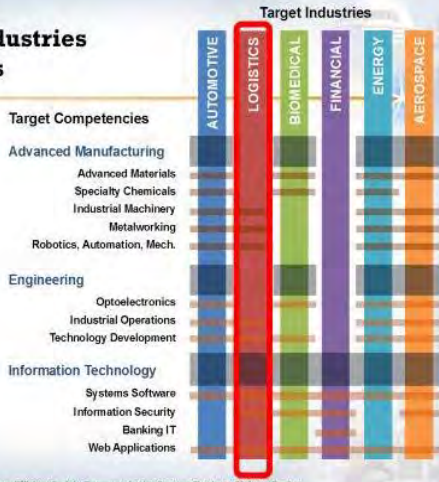 Target Industries
dustries
s
AUTOMOTIVE
LOGISTICS
BIOMEDICAL
FINANCIAL
ENERGY
AEROSPACE
Target Competencies
Advanced Manufacturing
Advanced Materials
Specialty Chemicals
Industrial Machinery
Metalworking
Robotics, Automation, Mech.
Engineering
Optoelectronics
Industrial Operations
Technology Development
Information Technology
Systems Software
Information Security
Banking IT
Web Applications